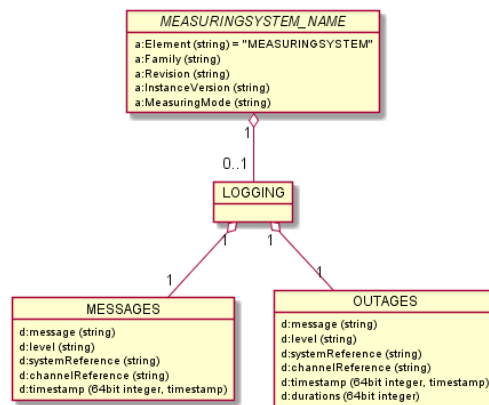 MEASURINGSYSTEM_NAME
a:Element (string) = "MEASURINGSYSTEM"
a:Family (string)
a:Revision (string)
a:InstanceVersion (string)
a:MeasuringMode (string)
1
0..1
LOGGING
1
1
1
1
MESSAGES
d:message (string)
d:level (string)
d:systemReference (string)
d:channelReference (string)
d:timestamp (64bit integer, timestamp)
OUTAGES
d:message (string)
d:level (string)
d:systemReference (string)
d:channelReference (string)
d:timestamp (64bit integer, timestamp)
d:durations (64bit integer)